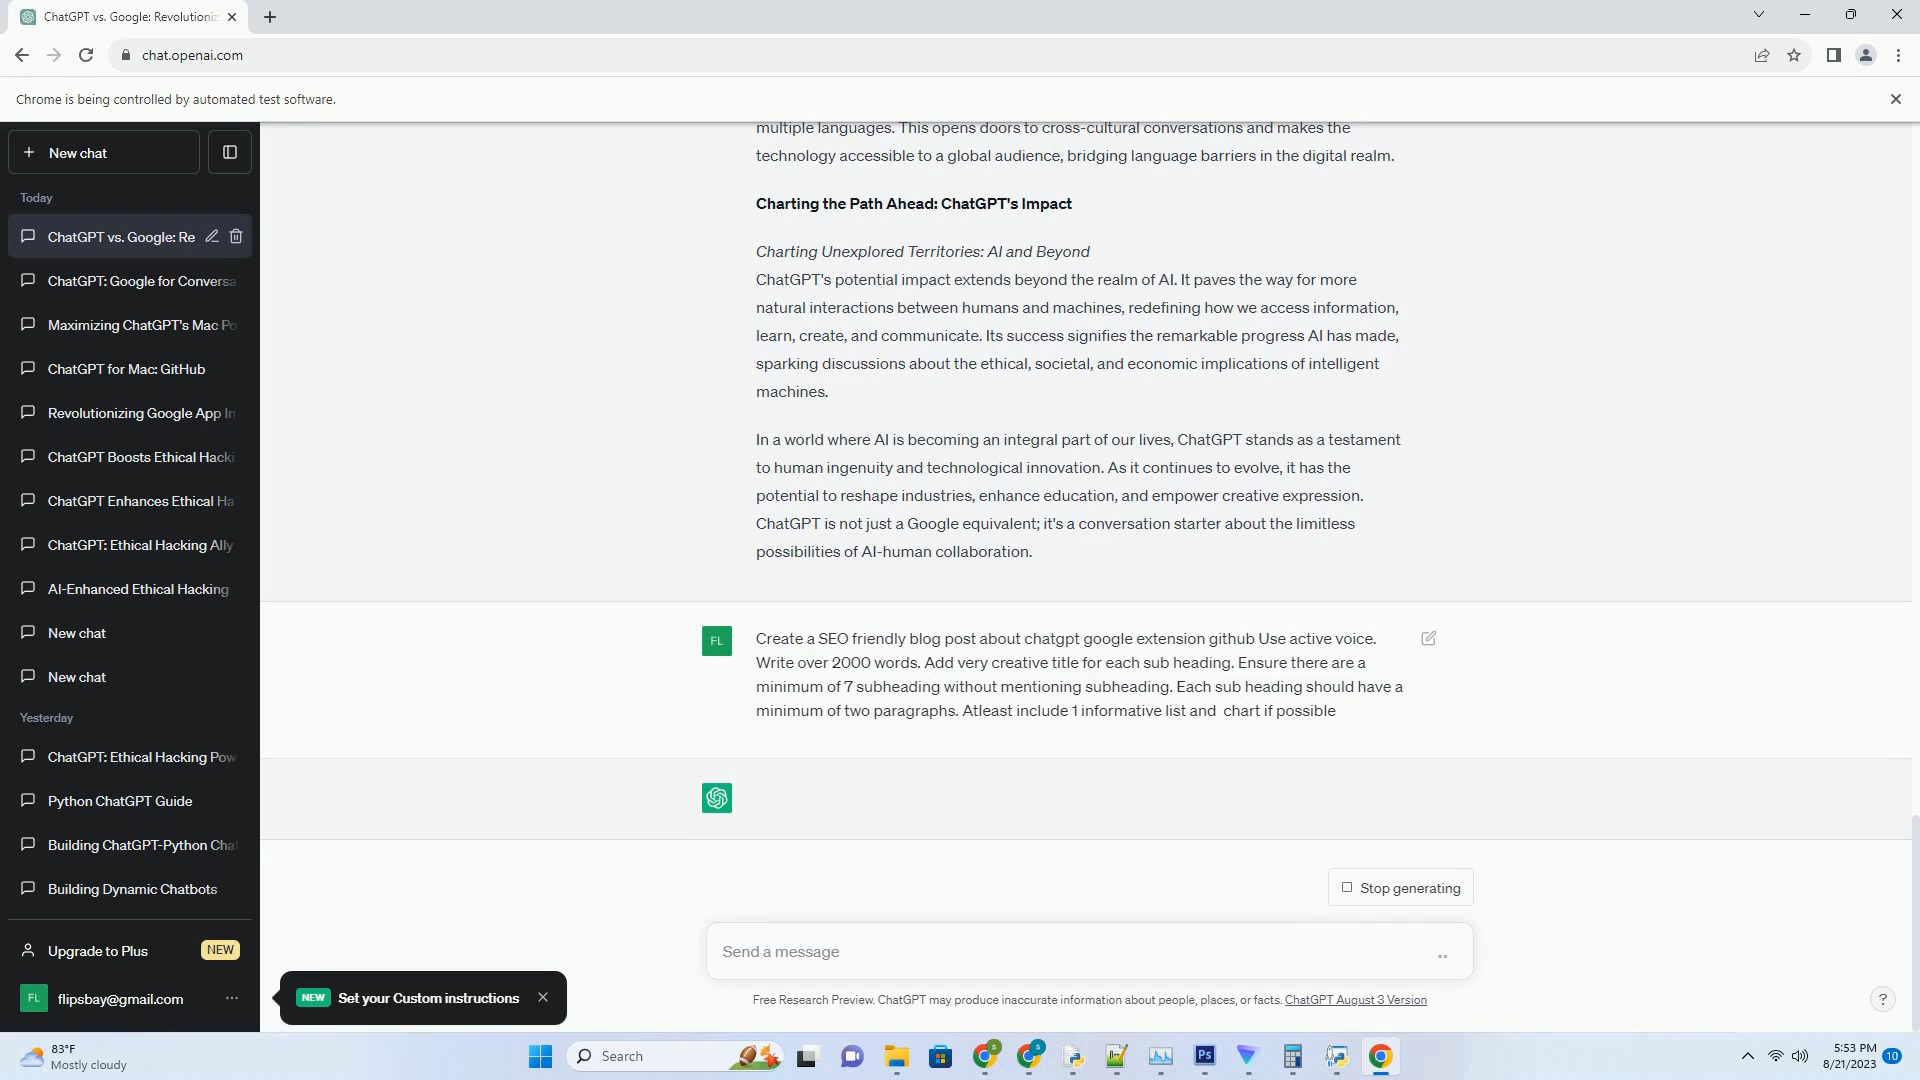 ChatGPT vs. Google: Revolutioniz
chat.openai.com
Chrome is being controlled by automated test software.
New chat
Today
ChatGPT vs. Google: Re
ChatGPT: Google for Conversa
Maximizing ChatGPT's Mac Po
ChatGPT for Mac: GitHub
Revolutionizing Google App In
ChatGPT Boosts Ethical Hacki
ChatGPT Enhances Ethical Ha
ChatGPT: Ethical Hacking Ally
AI-Enhanced Ethical Hacking
New chat
New chat
Yesterday
ChatGPT: Ethical Hacking Pow
Python ChatGPT Guide
Building ChatGPT-Python Cha
Building Dynamic Chatbots
Upgrade to Plus NEW
FL flipsbay@gmail.com
NEW Set your Custom instructions
multiple languages. This opens doors to cross-cultural conversations and makes the
technology accessible to a global audience, bridging language barriers in the digital realm.
Charting the Path Ahead: ChatGPT's Impact
Charting Unexplored Territories: AI and Beyond
ChatGPT's potential impact extends beyond the realm of AI. It paves the way for more
natural interactions between humans and machines, redefining how we access information,
learn, create, and communicate. Its success signifies the remarkable progress AI has made,
sparking discussions about the ethical, societal, and economic implications of intelligent
machines.
In a world where AI is becoming an integral part of our lives, ChatGPT stands as a testament
to human ingenuity and technological innovation. As it continues to evolve, it has the
potential to reshape industries, enhance education, and empower creative expression.
ChatGPT is not just a Google equivalent; it's a conversation starter about the limitless
possibilities of AI-human collaboration.
FL
Create a SEO friendly blog post about chatgpt google extension github Use active voice.
Write over 2000 words. Add very creative title for each sub heading. Ensure there are a
minimum of 7 subheading without mentioning subheading. Each sub heading should have a
minimum of two paragraphs. Atleast include 1 informative list and  chart if possible
Stop generating
Send a message
Free Research Preview. ChatGPT may produce inaccurate information about people, places, or facts. ChatGPT August 3 Version
?
83°F
Mostly cloudy
Search
S
S
Ps
5:53 PM
8/21/2023
10